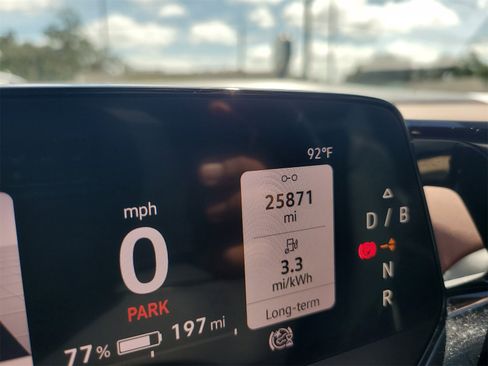 92°F
25871
mi
3.3
mi/kWh
Long-term
mph
0
PARK
77% 197 mi
D / B
N
R